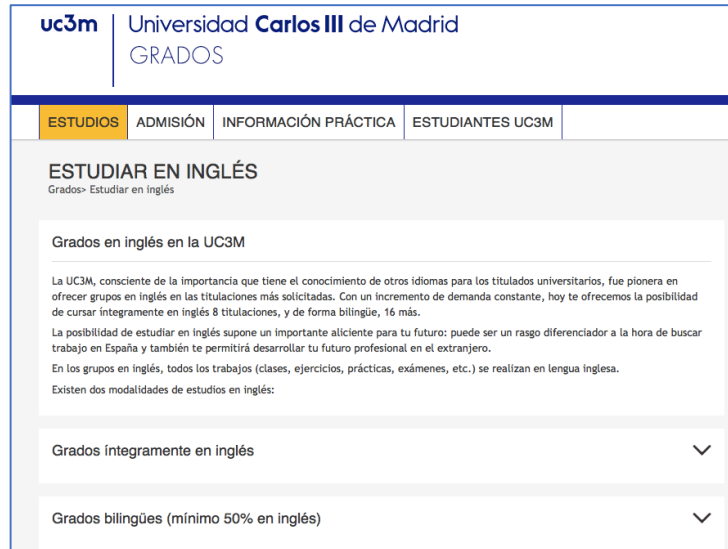 uc3m
Universidad Carlos III de Madrid
GRADOS
ESTUDIOS
ADMISIÓN
INFORMACIÓN PRÁCTICA
ESTUDIANTES UC3M
ESTUDIAR EN INGLÉS
Grados> Estudiar en inglés
Grados en inglés en la UC3M
La UC3M, consciente de la importancia que tiene el conocimiento de otros idiomas para los titulados universitarios, fue pionera en
ofrecer grupos en inglés en las titulaciones más solicitadas. Con un incremento de demanda constante, hoy te ofrecemos la posibilidad
de cursar íntegramente en inglés 8 titulaciones, y de forma bilingüe, 16 más.
La posibilidad de estudiar en inglés supone un importante aliciente para tu futuro: puede ser un rasgo diferenciador a la hora de buscar
trabajo en España y también te permitirá desarrollar tu futuro profesional en el extranjero.
En los grupos en inglés, todos los trabajos (clases, ejercicios, prácticas, exámenes, etc.) se realizan en lengua inglesa.
Existen dos modalidades de estudios en inglés:
Grados íntegramente en inglés
Grados bilingües (mínimo 50% en inglés)